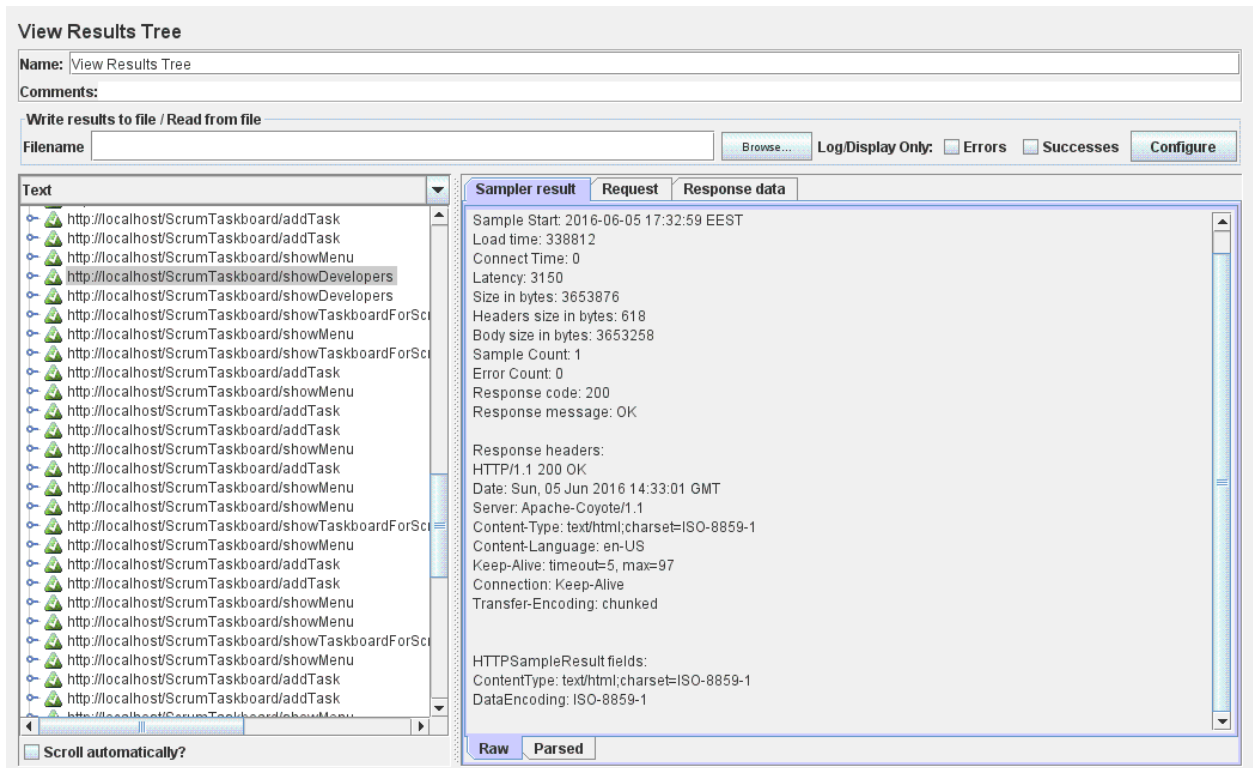 View Results Tree
Name: View Results Tree
Comments:
Write results to file / Read from file
Filename Browse... Log/Display Only: Errors Successes Configure
Text
http://localhost/ScrumTaskboard/addTask
http://localhost/ScrumTaskboard/addTask
http://localhost/ScrumTaskboard/showMenu
http://localhost/ScrumTaskboard/showDevelopers
http://localhost/ScrumTaskboard/showDevelopers
http://localhost/ScrumTaskboard/showTaskboardForScr
http://localhost/ScrumTaskboard/showMenu
http://localhost/ScrumTaskboard/showTaskboardForScr
http://localhost/ScrumTaskboard/addTask
http://localhost/ScrumTaskboard/showMenu
http://localhost/ScrumTaskboard/addTask
http://localhost/ScrumTaskboard/addTask
http://localhost/ScrumTaskboard/showMenu
http://localhost/ScrumTaskboard/addTask
http://localhost/ScrumTaskboard/showMenu
http://localhost/ScrumTaskboard/showMenu
http://localhost/ScrumTaskboard/showTaskboardForScr
http://localhost/ScrumTaskboard/showMenu
http://localhost/ScrumTaskboard/addTask
http://localhost/ScrumTaskboard/addTask
http://localhost/ScrumTaskboard/showMenu
http://localhost/ScrumTaskboard/showMenu
http://localhost/ScrumTaskboard/showTaskboardForScr
http://localhost/ScrumTaskboard/showMenu
http://localhost/ScrumTaskboard/addTask
http://localhost/ScrumTaskboard/addTask
http://localhost/ScrumTaskboard/showMenu
Scroll automatically?
Sampler result Request Response data
Sample Start: 2016-06-05 17:32:59 EEST
Load time: 338812
Connect Time: 0
Latency: 3150
Size in bytes: 3653876
Headers size in bytes: 618
Body size in bytes: 3653258
Sample Count: 1
Error Count: 0
Response code: 200
Response message: OK
Response headers:
HTTP/1.1 200 OK
Date: Sun, 05 Jun 2016 14:33:01 GMT
Server: Apache-Coyote/1.1
Content-Type: text/html;charset=ISO-8859-1
Content-Language: en-US
Keep-Alive: timeout=5, max=97
Connection: Keep-Alive
Transfer-Encoding: chunked
HTTPSampleResult fields:
ContentType: text/html;charset=ISO-8859-1
DataEncoding: ISO-8859-1
Raw Parsed